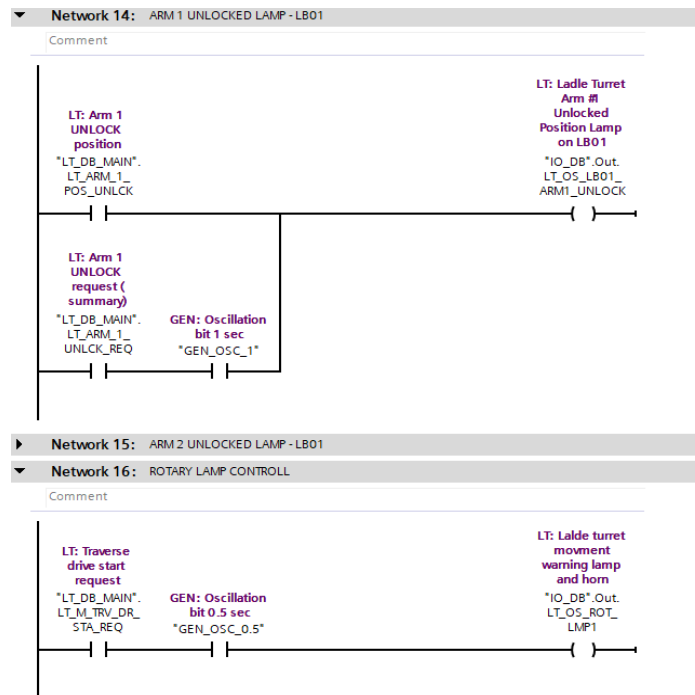 Network 14: ARM 1 UNLOCKED LAMP - LB01
Comment
LT: Arm 1
UNLOCK
position
"LT_DB_MAIN".
LT_ARM_1_
POS_UNLCK
LT: Ladle Turret
Arm #1
Unlocked
Position Lamp
on LB01
"IO_DB".Out.
LT_OS_LB01_
ARM1_UNLOCK
LT: Arm 1
UNLOCK
request (
summary)
"LT_DB_MAIN".
LT_ARM_1_
UNLCK_REQ
GEN: Oscillation
bit 1 sec
"GEN_OSC_1"
Network 15: ARM 2 UNLOCKED LAMP - LB01
Network 16: ROTARY LAMP CONTROLL
Comment
LT: Traverse
drive start
request
"LT_DB_MAIN".
LT_M_TRV_DR_
STA_REQ
GEN: Oscillation
bit 0.5 sec
"GEN_OSC_0.5"
LT: Lalde turret
movment
warning lamp
and horn
"IO_DB".Out.
LT_OS_ROT_
LMP1